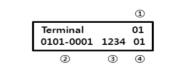 ①
Terminal 01
0101-0001 1234 01
② ③ ④